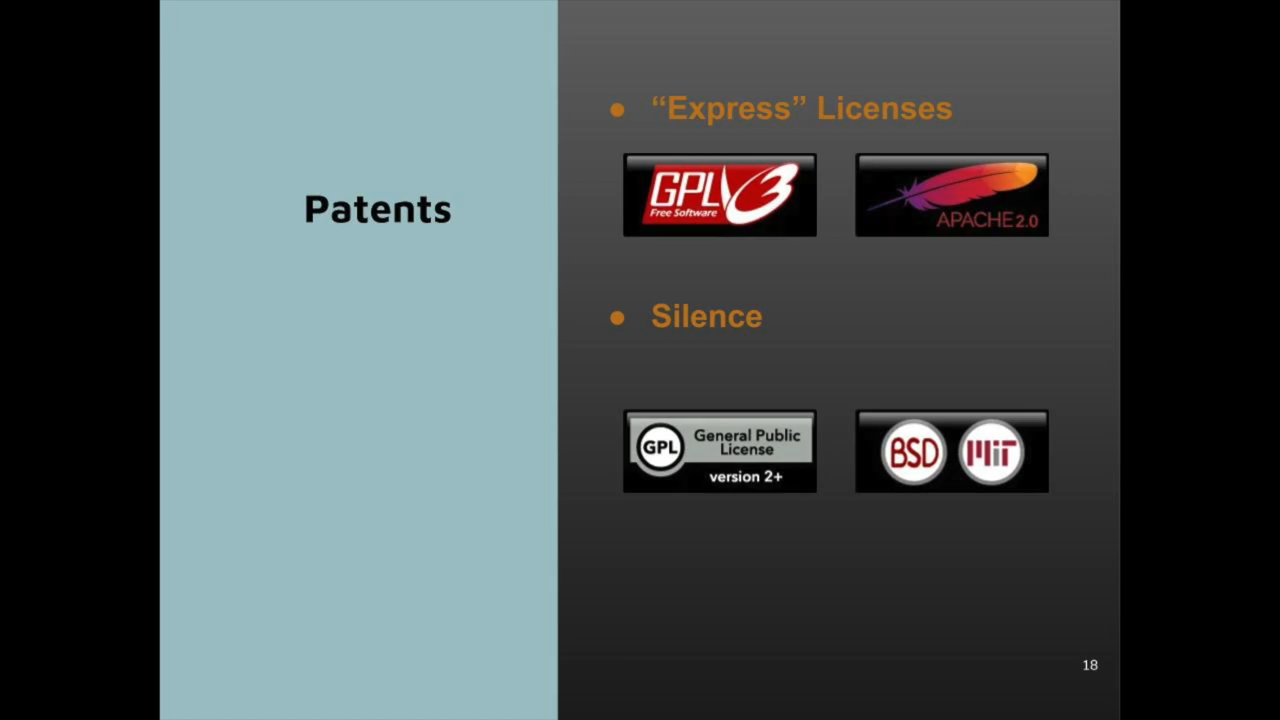 Patents
● “Express” Licenses
GPLV3
Free Software
APACHE 2.0
● Silence
GPL
General Public
License
version 2+
BSD
MIT
18